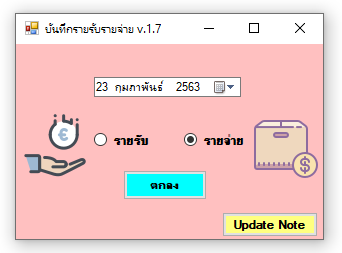 บันทึกรายรับรายจ่าย v.1.7
23 กุมภาพันธ์ 2563
รายรับ รายจ่าย
ตกลง
Update Note